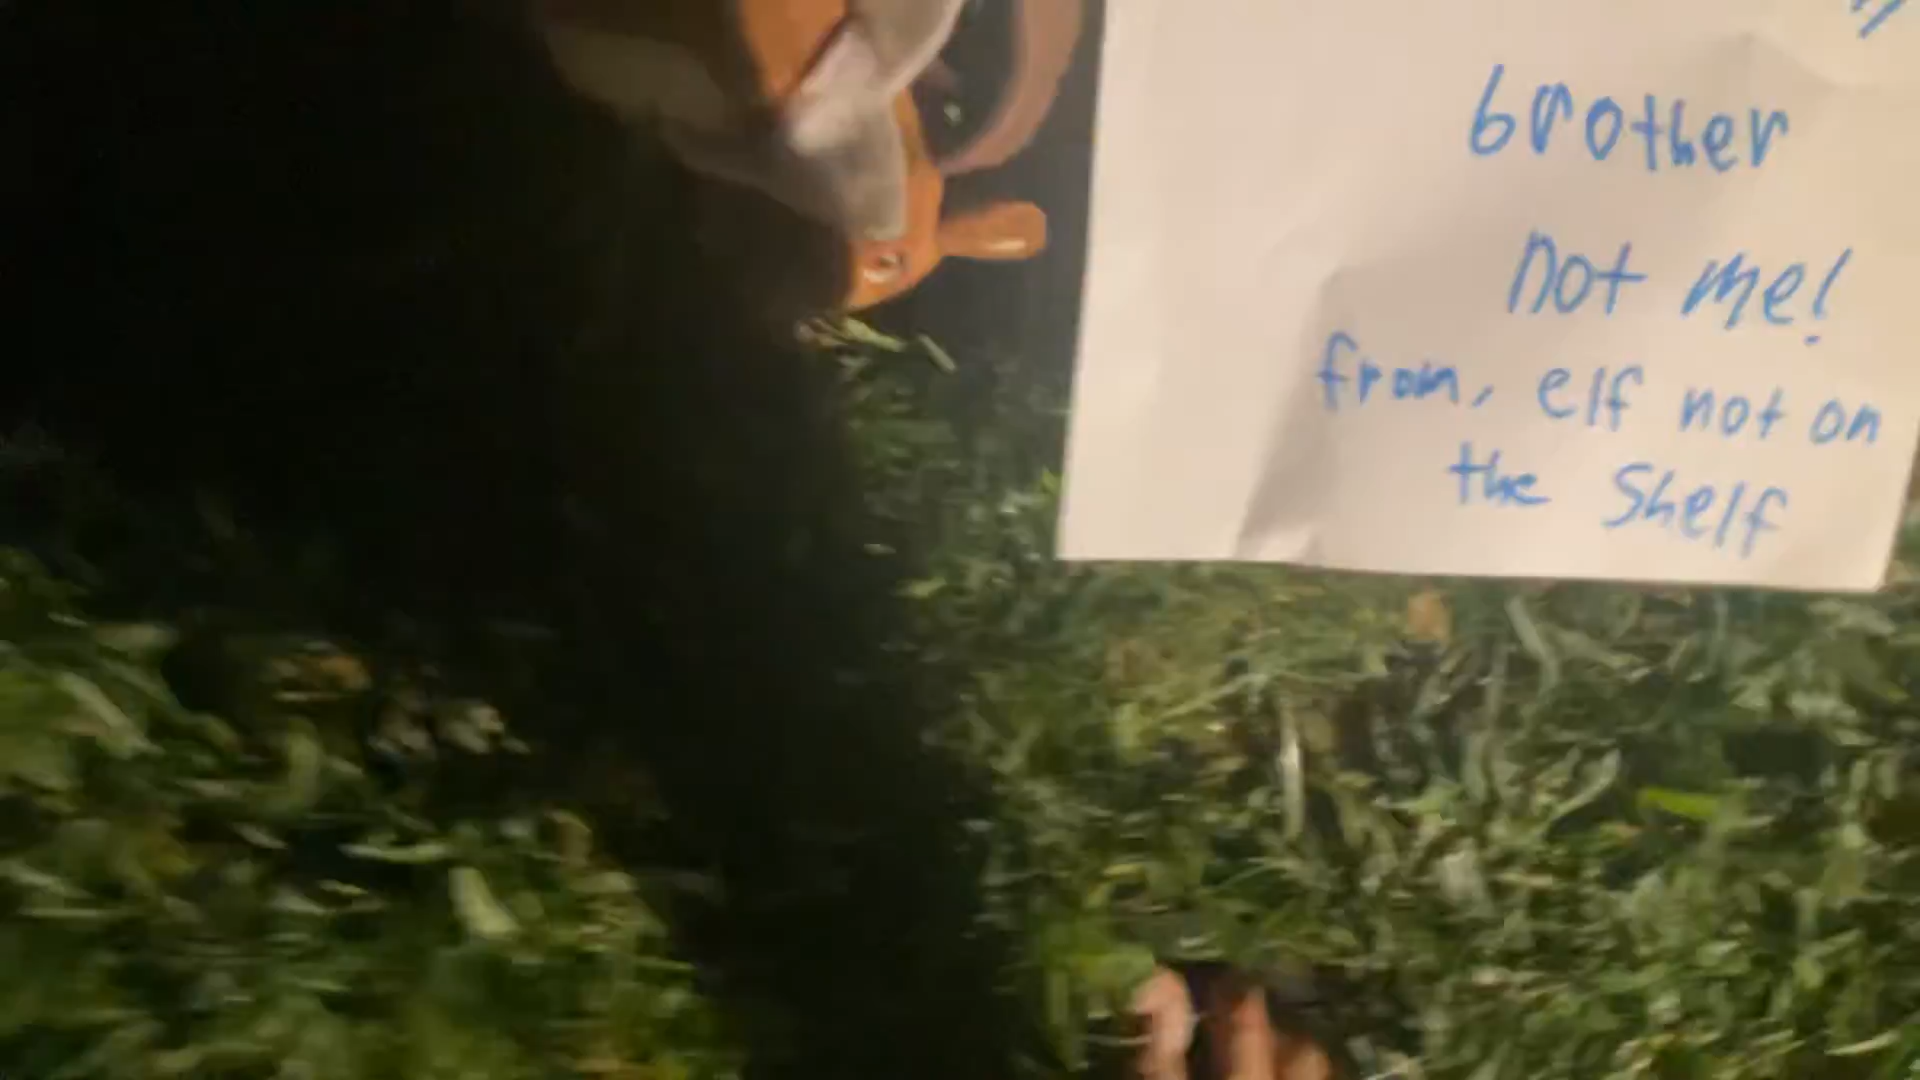 brother
not me!
from, elf not on
the Shelf